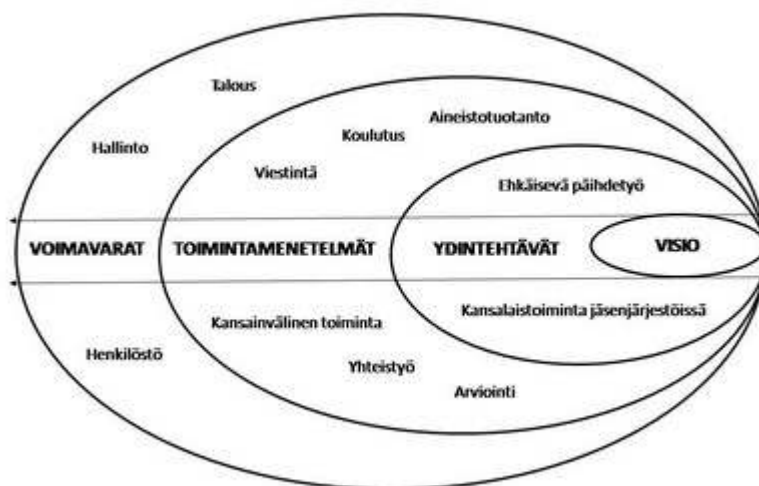 Talous
Aineistotuotanto
Koulutus
Hallinto
Viestintä
Ehkäisevä päihdetyö
VOIMAVARAT
TOIMINTAMENETELMÄT
YDINTEHTÄVÄT
VISIO
Kansainvälinen toiminta
Kansalaistoiminta jäsenjärjestöissä
Henkilöstö
Yhteistyö
Arviointi